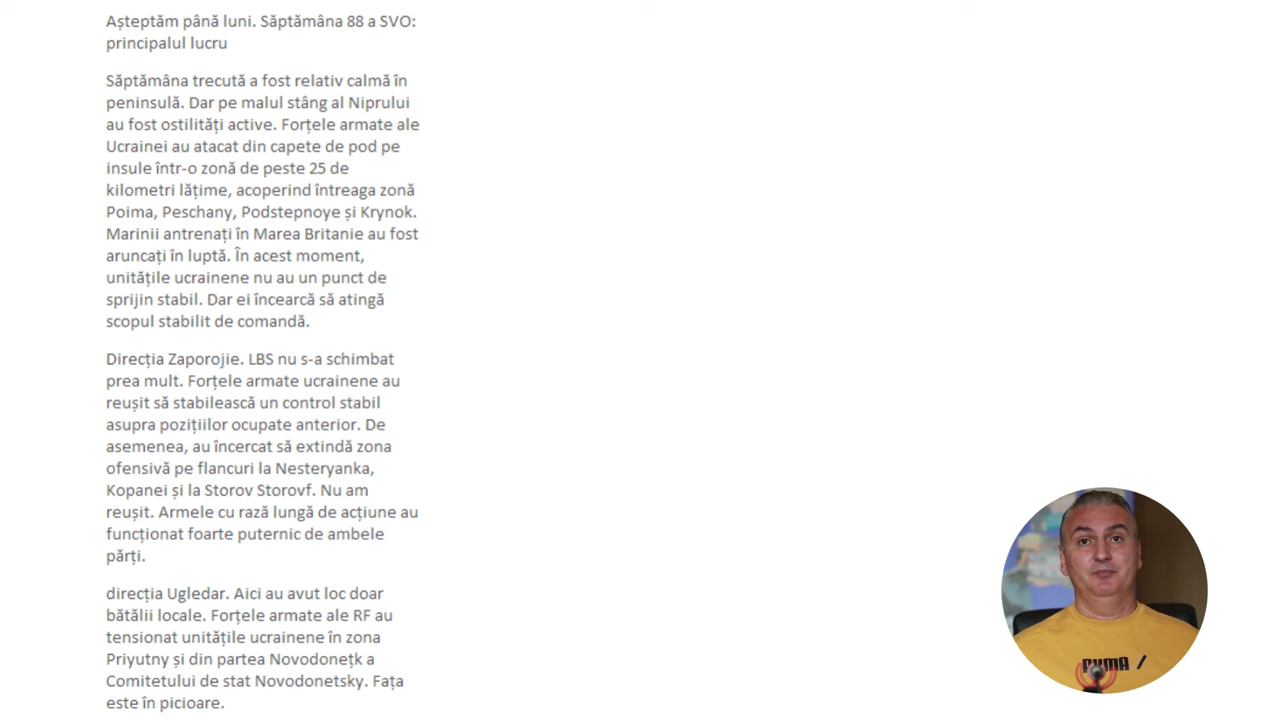 Așteptăm până luni. Săptămâna 88 a SVO:
principalul lucru
Săptămâna trecută a fost relativ calmă în
peninsulă. Dar pe malul stâng al Niprului
au fost ostilități active. Forțele armate ale
Ucrainei au atacat din capete de pod pe
insule într-o zonă de peste 25 de
kilometri lățime, acoperind întreaga zonă
Poima, Peschany, Podstepnoye și Krynok.
Marinii antrenați în Marea Britanie au fost
aruncați în luptă. În acest moment,
unitățile ucrainene nu au un punct de
sprijin stabil. Dar ei încearcă să atingă
scopul stabilit de comandă.
Direcția Zaporojie. LBS nu s-a schimbat
prea mult. Forțele armate ucrainene au
reușit să stabilească un control stabil
asupra pozițiilor ocupate anterior. De
asemenea, au încercat să extindă zona
ofensivă pe flancuri la Nesteryanka,
Kopanei și la Storov Storovf. Nu am
reușit. Armele cu rază lungă de acțiune au
funcționat foarte puternic de ambele
părți.
direcția Ugledar. Aici au avut loc doar
bătălii locale. Forțele armate ale RF au
tensionat unitățile ucrainene în zona
Priyutny și din partea Novodonețk a
Comitetului de stat Novodonetsky. Fața
este în picioare.
PUMA /